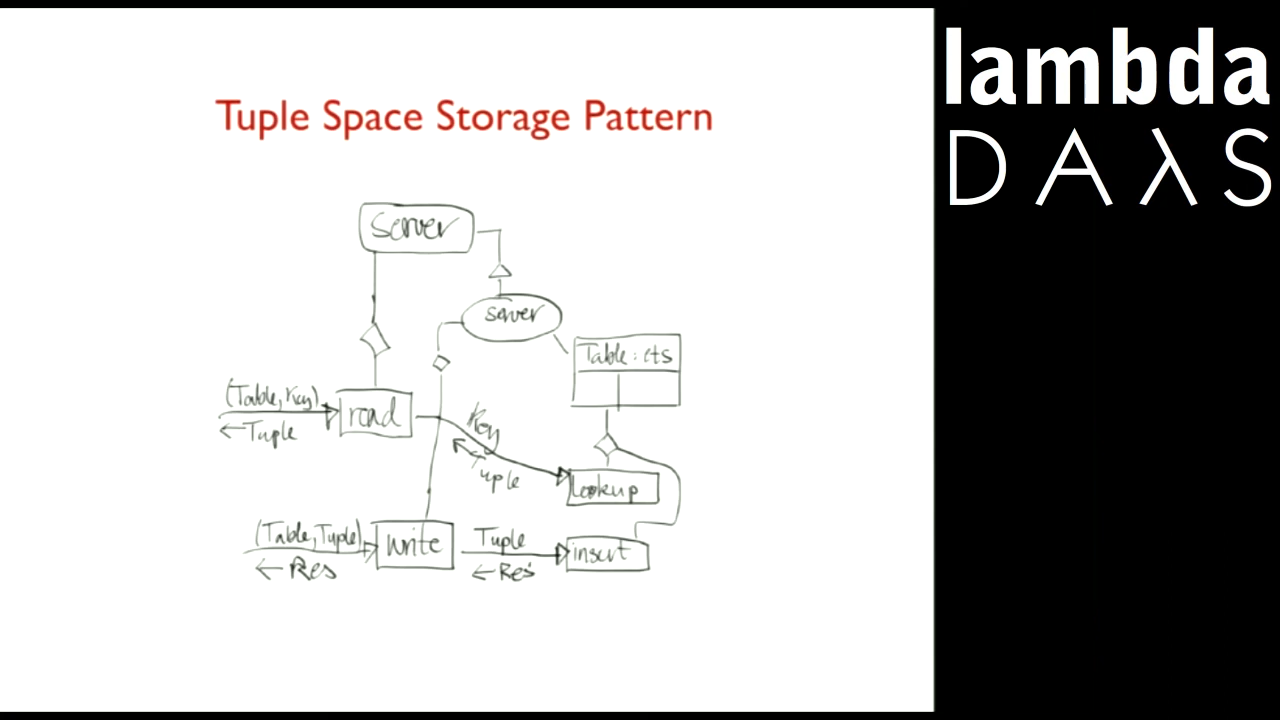 Tuple Space Storage Pattern
lambda
DAλS
server
server
Table: ets
(Table, Key)
read
← Tuple
Key
Tuple
lookup
(Table, Tuple)
write
← Res
Tuple
insert
← Res